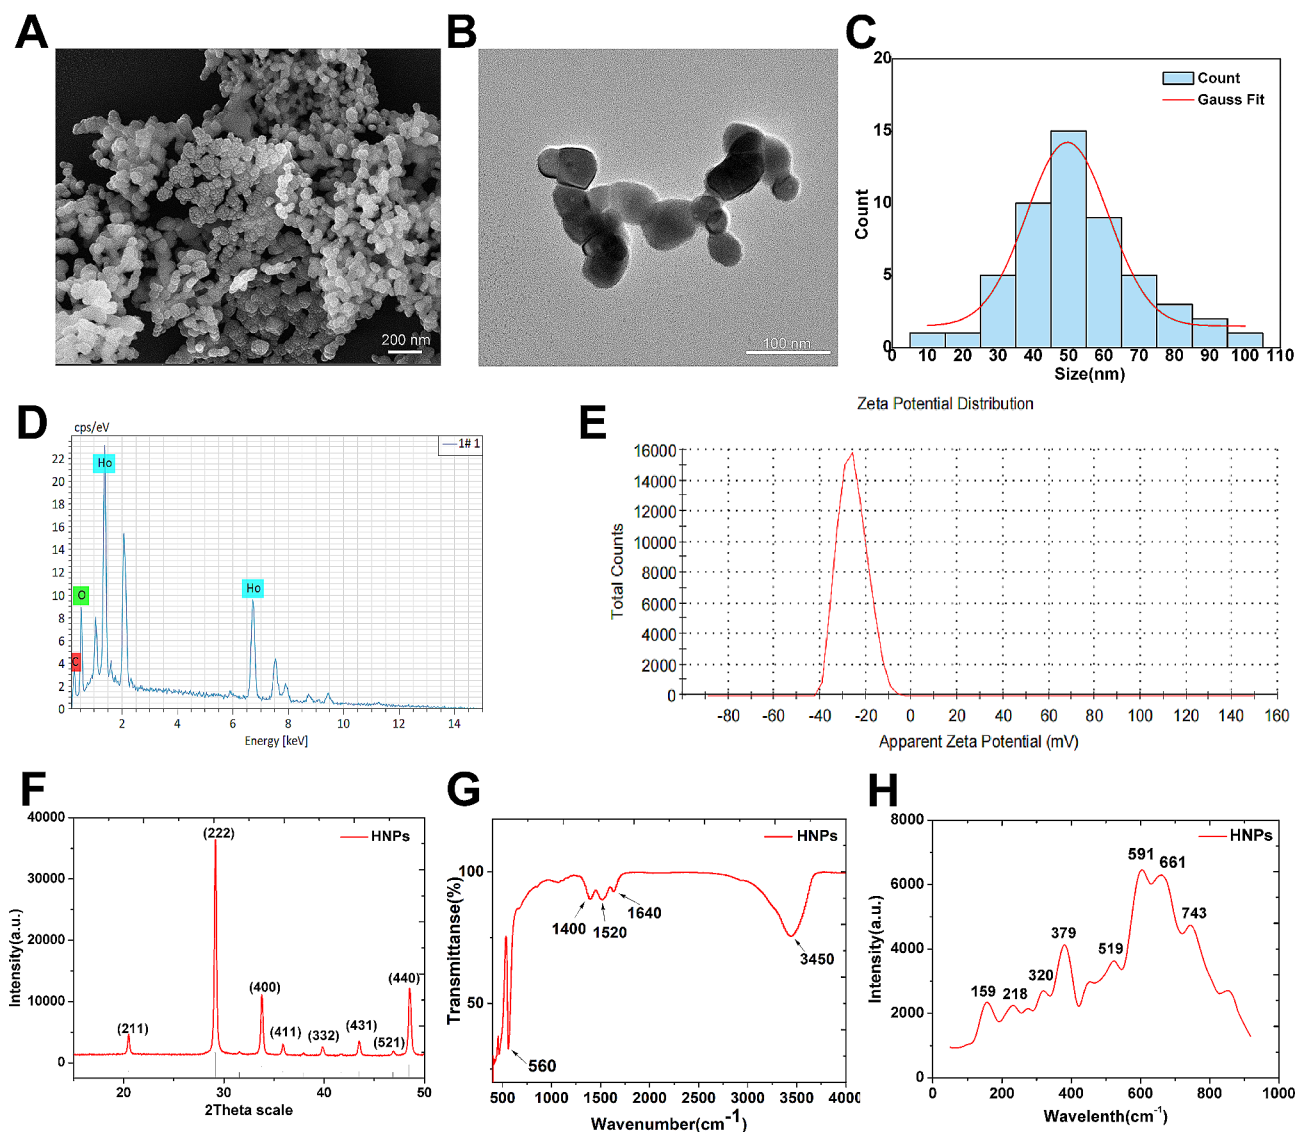 A
200 nm
B
100 nm
C
20
15
10
5
0
Count
Count
Gauss Fit
0 10 20 30 40 50 60 70 80 90 100 110
Size(nm)
D
cps/eV
1# 1
22
20
18
16
14
12
10
8
6
4
2
0
Ho
O
C
Ho
2 4 6 8 10 12 14
Energy [keV]
E
Zeta Potential Distribution
16000
14000
12000
10000
8000
6000
4000
2000
0
Total Counts
-80 -60 -40 -20 0 20 40 60 80 100 120 140 160
Apparent Zeta Potential (mV)
F
40000
30000
20000
10000
0
Intensity(a.u.)
HNPs
(211)
(222)
(400)
(411)
(332)
(431)
(521)
(440)
20 30 40 50
2Theta scale
G
100
50
Transmittanse(%)
HNPs
1400
1520
1640
3450
560
500 1000 1500 2000 2500 3000 3500 4000
Wavenumber(cm-1)
H
8000
6000
4000
2000
0
Intensity(a.u.)
HNPs
159
218
320
379
519
591
661
743
0 200 400 600 800 1000
Wavelenth(cm-1)